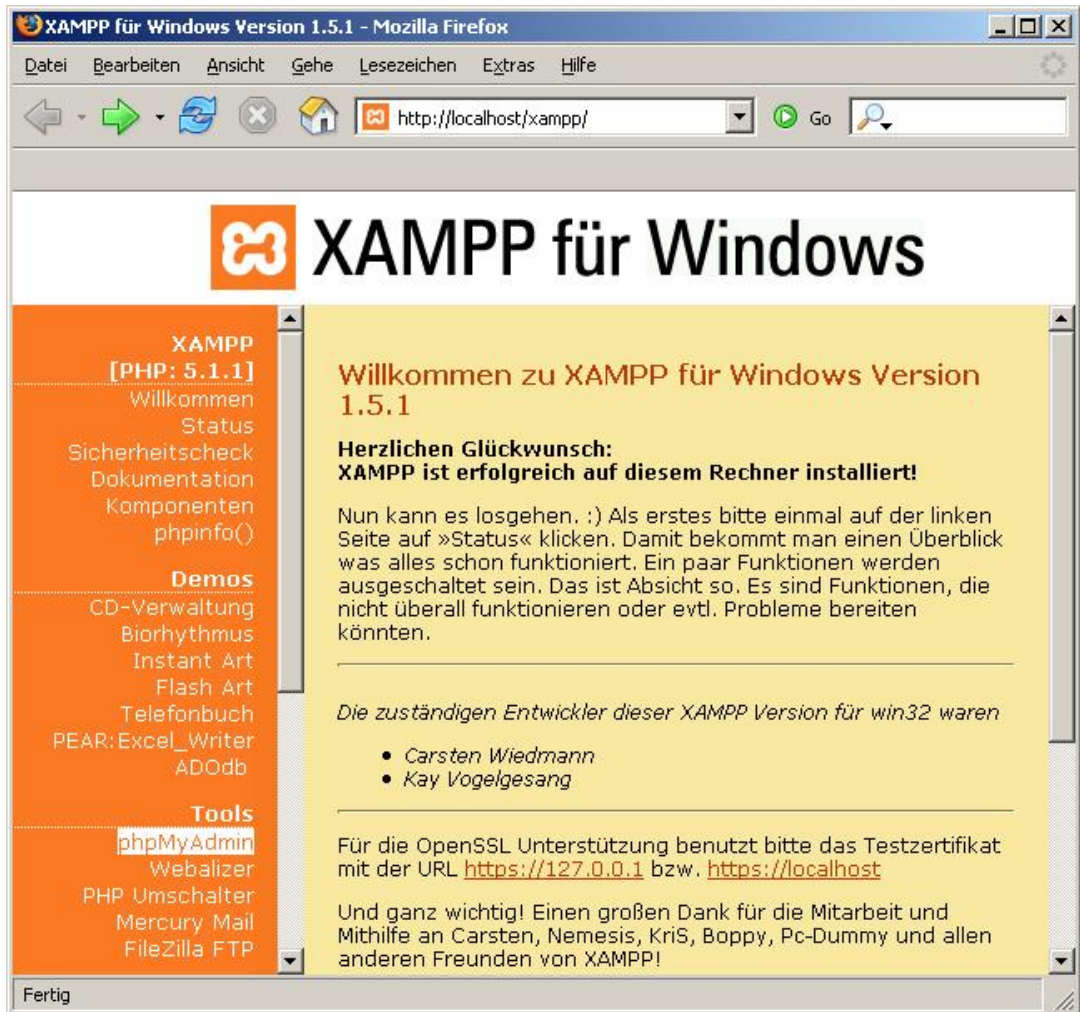 XAMPP für Windows Version 1.5.1 - Mozilla Firefox
Datei Bearbeiten Ansicht Gehe Lesezeichen Extras Hilfe
http://localhost/xampp/ Go
XAMPP für Windows
XAMPP
[PHP: 5.1.1]
Willkommen
Status
Sicherheitscheck
Dokumentation
Komponenten
phpinfo()
Demos
CD-Verwaltung
Biorhythmus
Instant Art
Flash Art
Telefonbuch
PEAR:Excel_Writer
ADOdb
Tools
phpMyAdmin
Webalizer
PHP Umschalter
Mercury Mail
FileZilla FTP
Willkommen zu XAMPP für Windows Version
1.5.1
Herzlichen Glückwunsch:
XAMPP ist erfolgreich auf diesem Rechner installiert!
Nun kann es losgehen. :) Als erstes bitte einmal auf der linken
Seite auf »Status« klicken. Damit bekommt man einen Überblick
was alles schon funktioniert. Ein paar Funktionen werden
ausgeschaltet sein. Das ist Absicht so. Es sind Funktionen, die
nicht überall funktionieren oder evtl. Probleme bereiten
könnten.
Die zuständigen Entwickler dieser XAMPP Version für win32 waren
• Carsten Wiedmann
• Kay Vogelgesang
Für die OpenSSL Unterstützung benutzt bitte das Testzertifikat
mit der URL https://127.0.0.1 bzw. https://localhost
Und ganz wichtig! Einen großen Dank für die Mitarbeit und
Mithilfe an Carsten, Nemesis, KriS, Boppy, Pc-Dummy und allen
anderen Freunden von XAMPP!
Fertig